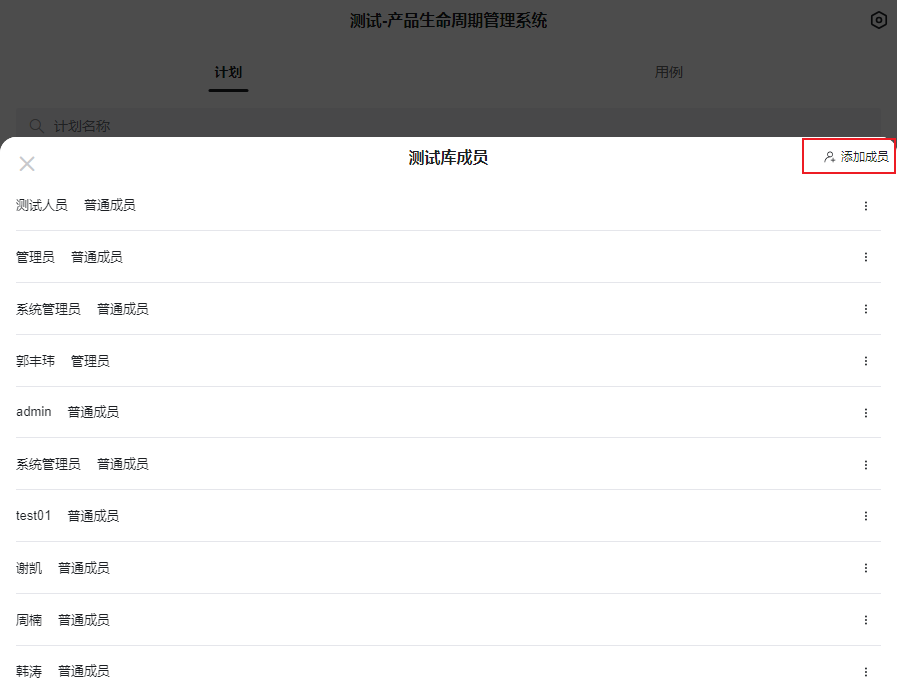 测试-产品生命周期管理系统
计划 用例
计划名称
测试库成员 添加成员
测试人员 普通成员
管理员 普通成员
系统管理员 普通成员
郭丰玮 管理员
admin 普通成员
系统管理员 普通成员
test01 普通成员
谢凯 普通成员
周楠 普通成员
韩涛 普通成员